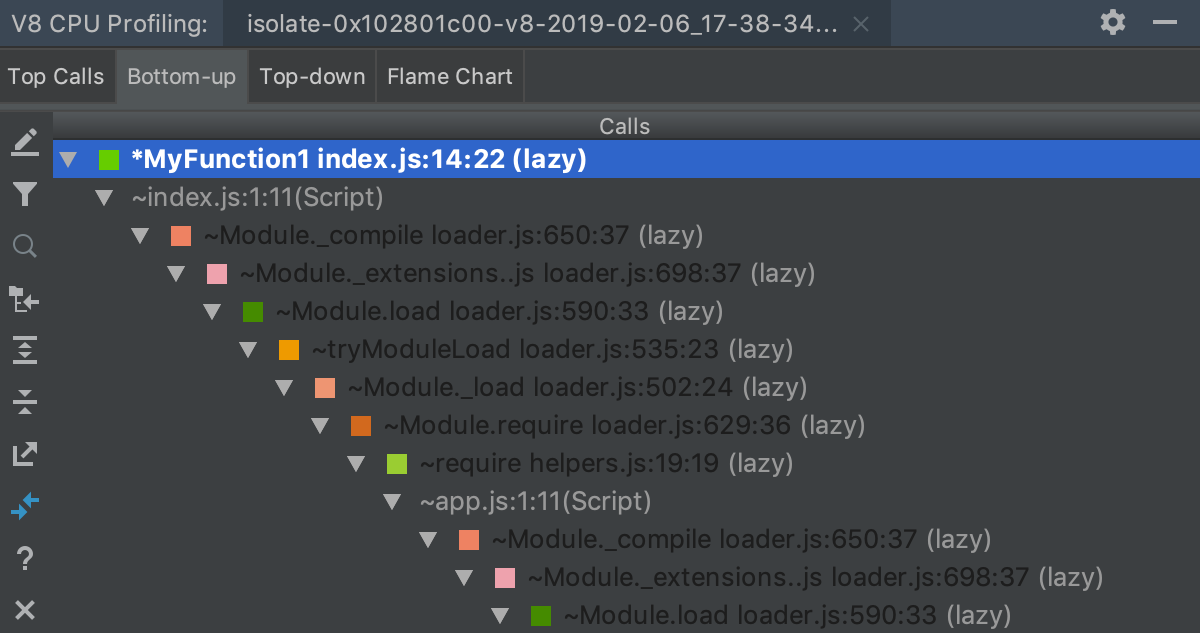 V8 CPU Profiling: isolate-0x102801c00-v8-2019-02-06_17-38-34...
Top Calls Bottom-up Top-down Flame Chart
Calls
*MyFunction1 index.js:14:22 (lazy)
~index.js:1:11(Script)
~Module._compile loader.js:650:37 (lazy)
~Module._extensions..js loader.js:698:37 (lazy)
~Module.load loader.js:590:33 (lazy)
~tryModuleLoad loader.js:535:23 (lazy)
~Module._load loader.js:502:24 (lazy)
~Module.require loader.js:629:36 (lazy)
~require helpers.js:19:19 (lazy)
~app.js:1:11(Script)
~Module._compile loader.js:650:37 (lazy)
~Module._extensions..js loader.js:698:37 (lazy)
~Module.load loader.js:590:33 (lazy)